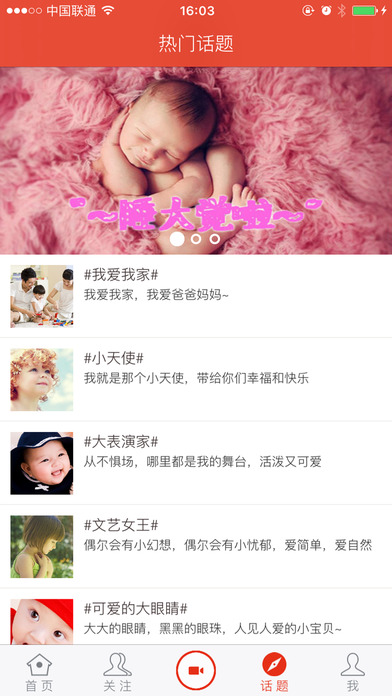 中国联通
16:03
热门话题
~睡大觉啦~
#我爱我家#
我爱我家，我爱爸爸妈妈~
#小天使#
我就是那个小天使，带给你们幸福和快乐
#大表演家#
从不惧场，哪里都是我的舞台，活泼又可爱
#文艺女王#
偶尔会有小幻想，偶尔会有小忧郁，爱简单，爱自然
#可爱的大眼睛#
大大的眼睛，黑黑的眼珠，人见人爱的小宝贝~
首页
关注
话题
我